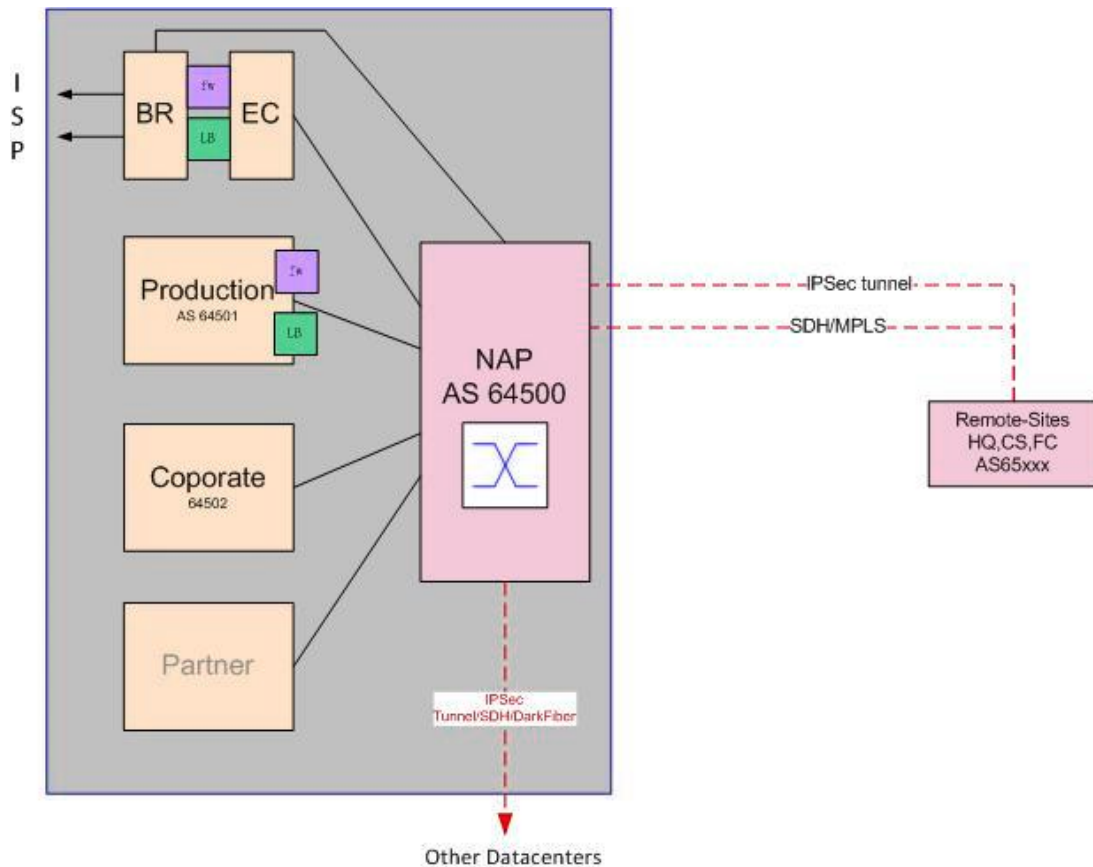 I
S
P
BR
fw
LB
EC
Production
AS 64501
fw
LB
Coporate
64502
Partner
NAP
AS 64500
IPSec tunnel
SDH/MPLS
Remote-Sites
HQ,CS,FC
AS65xxx
IPSec
Tunnel/SDH/DarkFiber
Other Datacenters